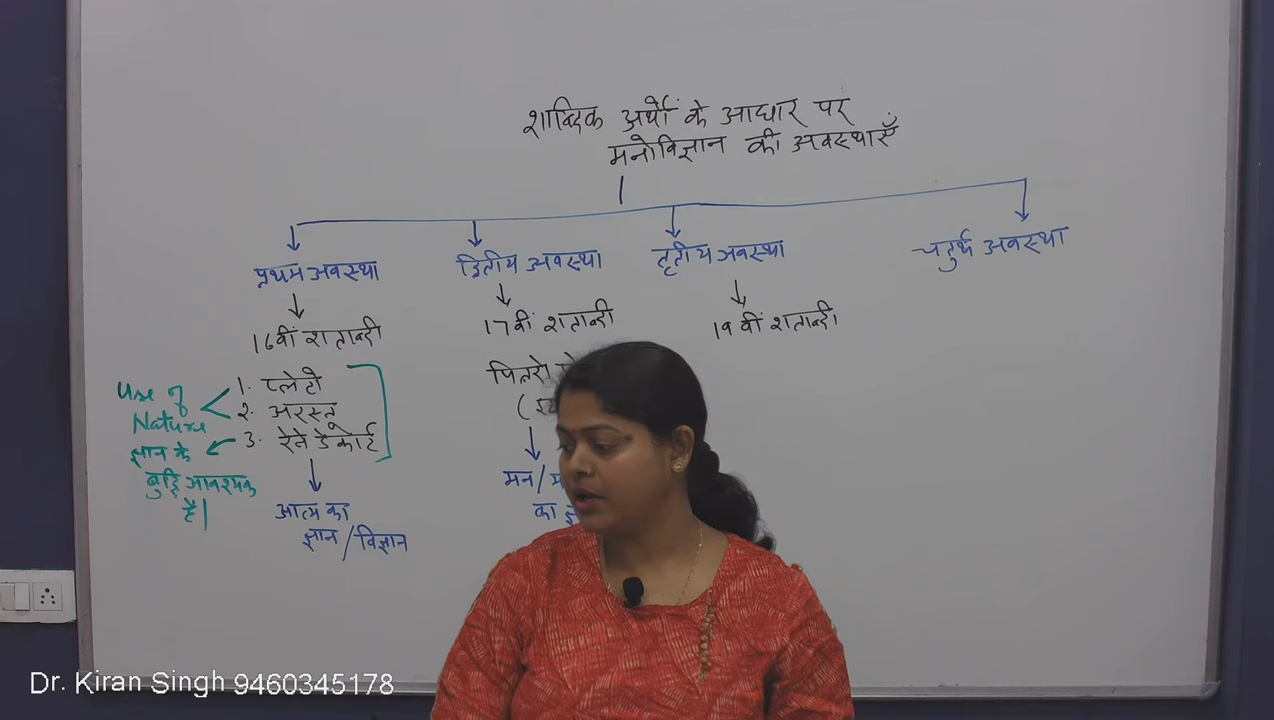 शाब्दिक अर्थों के आधार पर
मनोविज्ञान की अवस्थाएँ
प्रथम अवस्था
द्वितीय अवस्था
तृतीय अवस्था
चतुर्थ अवस्था
16वीं शताब्दी
17वीं शताब्दी
19वीं शताब्दी
1. प्लेटो
2. अरस्तू
3. रेने डेकार्ट
Use of
Nature
ज्ञान के
बुद्धि आवश्यक
है|
आत्म का
ज्ञान/विज्ञान
मन/
का
Dr. Kiran Singh 9460345178